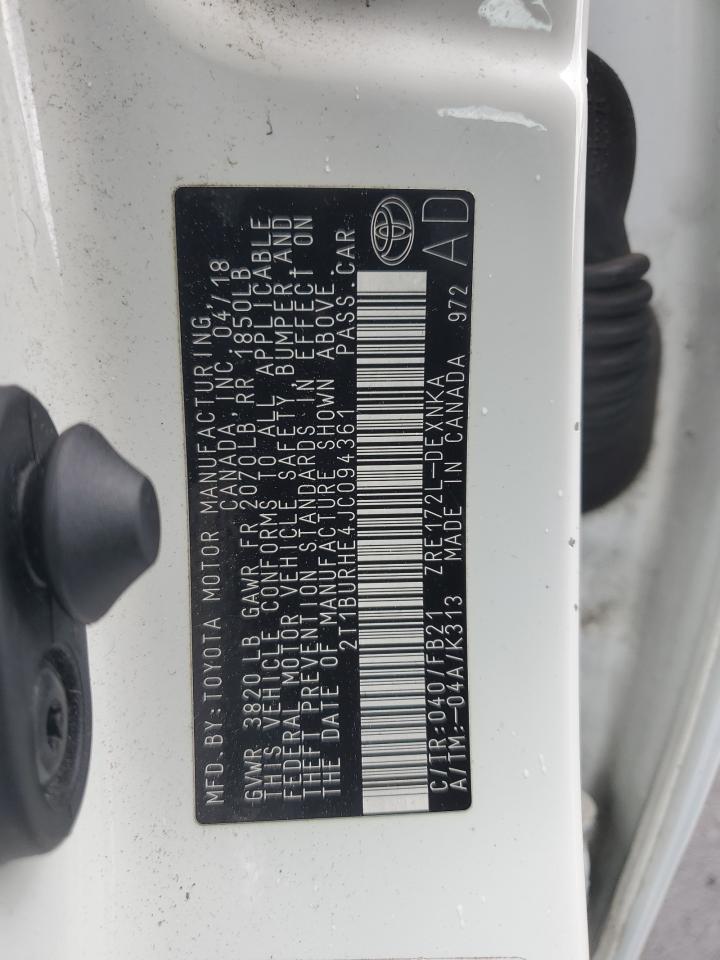 MFD. BY: TOYOTA MOTOR MANUFACTURING,
CANADA, INC. 04/18
GVWR 3820 LB GAWR FR 2070LB, RR 1850LB
THIS VEHICLE CONFORMS TO ALL APPLICABLE
FEDERAL MOTOR VEHICLE SAFETY, BUMPER, AND
THEFT PREVENTION STANDARDS IN EFFECT ON
THE DATE OF MANUFACTURE SHOWN ABOVE.
2T1BURHE4JC094361 PASS. CAR
C/TR:040/FB21 ZRE172L-DEXNKA
A/TM:-04A/K313 MADE IN CANADA 972
AD